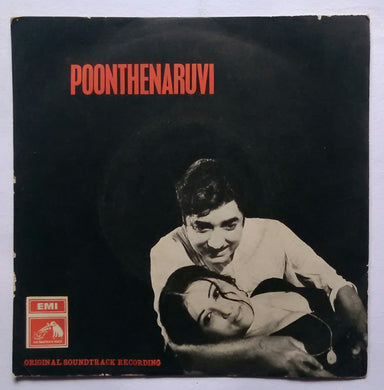 POONTHENARUVI
EMI
ORIGINAL SOUNDTRACK RECORDING